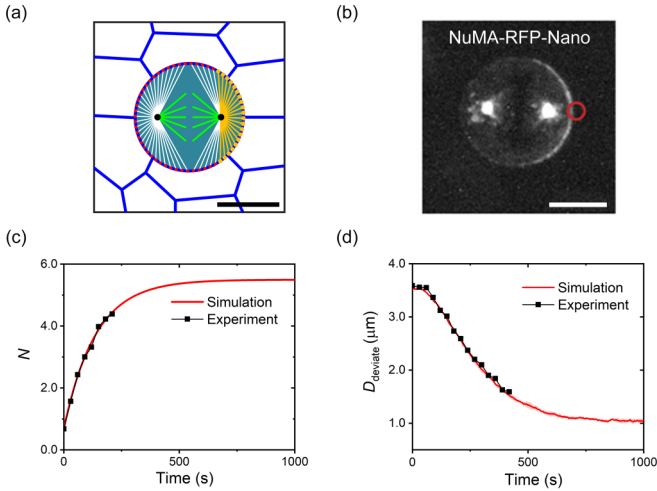 (a)
(b)
NuMA-RFP-Nano
(c)
6.0
4.0
2.0
0.0
N
0
500
1000
Time (s)
Simulation
Experiment
(d)
4.0
3.0
2.0
1.0
Ddeviate (μm)
0
500
1000
Time (s)
Simulation
Experiment